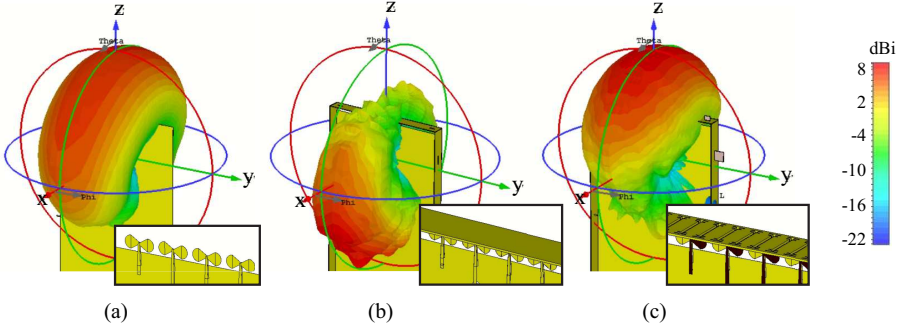 z
Theta
x
Phi
y
(a)
z
Theta
x
Phi
y
(b)
z
Theta
x
Phi
y
L
(c)
dBi
8
2
-4
-10
-16
-22